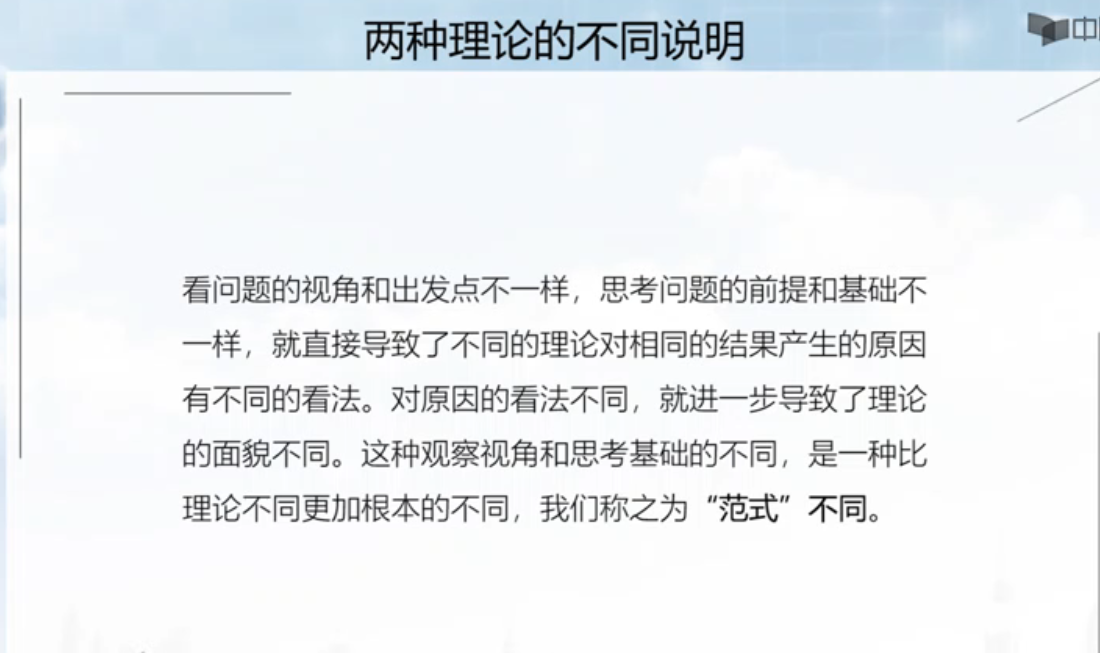 两种理论的不同说明
中
看问题的视角和出发点不一样，思考问题的前提和基础不
一样，就直接导致了不同的理论对相同的结果产生的原因
有不同的看法。对原因的看法不同，就进一步导致了理论
的面貌不同。这种观察视角和思考基础的不同，是一种比
理论不同更加根本的不同，我们称之为“范式”不同。